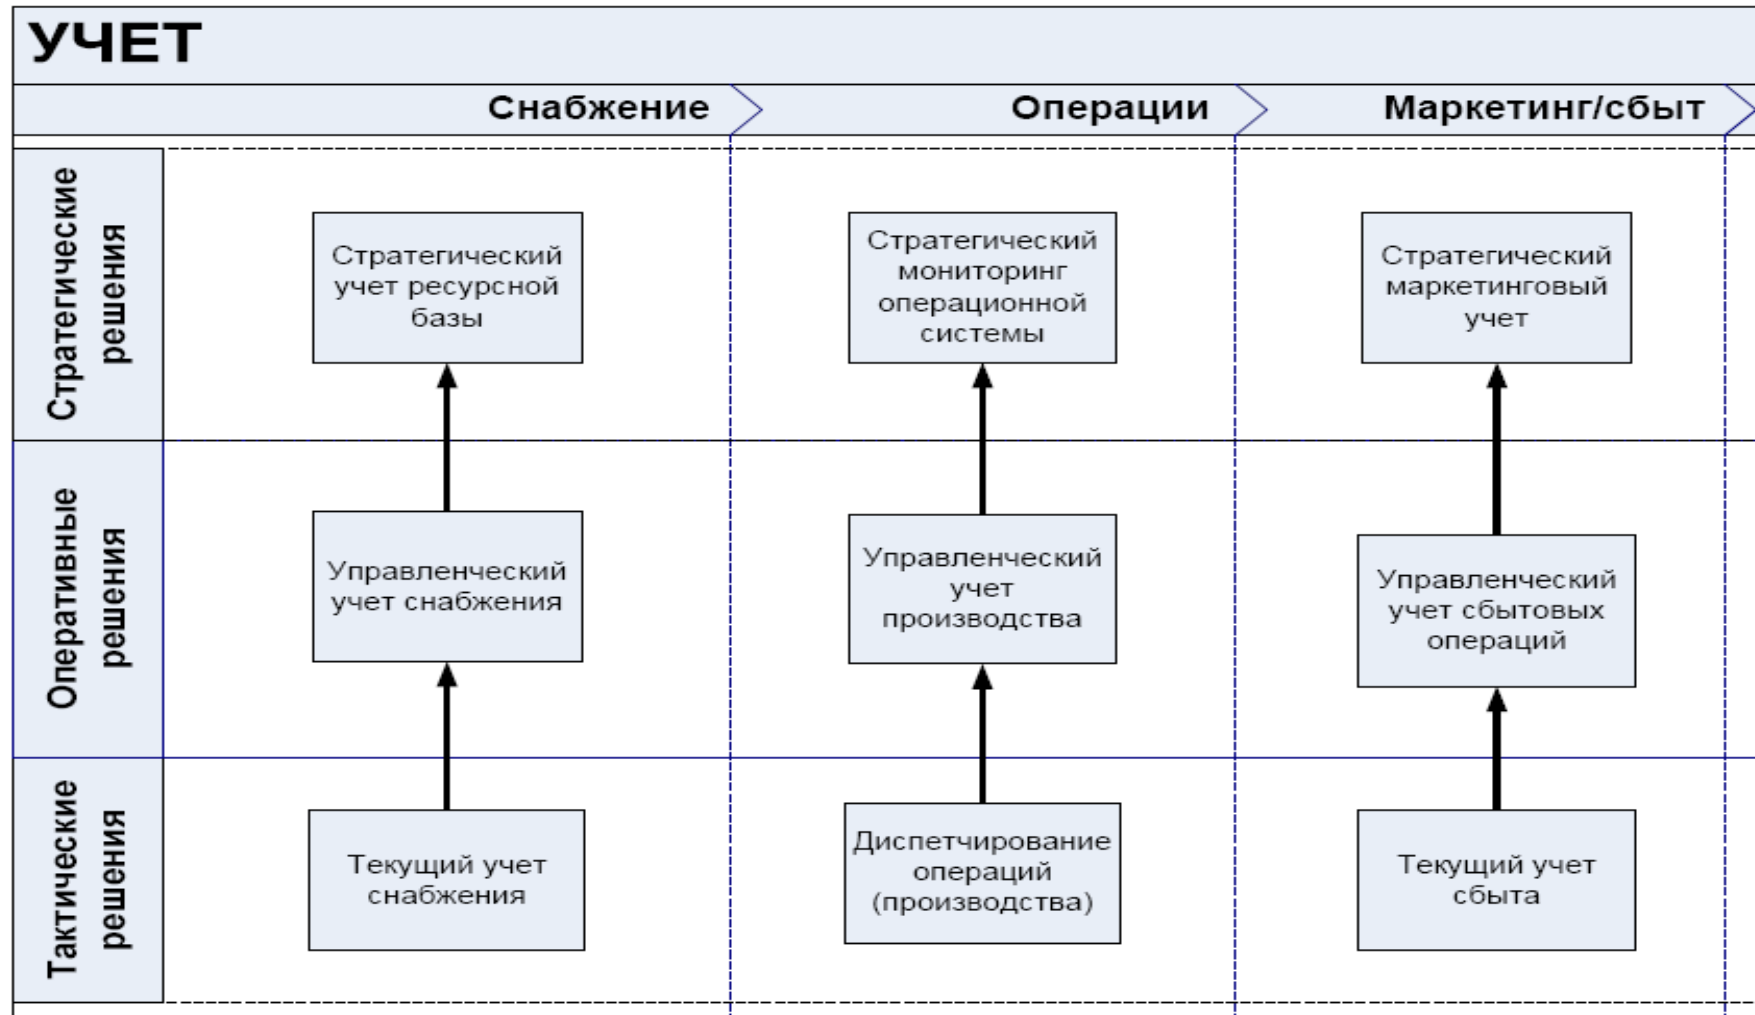 УЧЕТ
Снабжение
Операции
Маркетинг/сбыт
Стратегические
решения
Стратегический
учет ресурсной
базы
Стратегический
мониторинг
операционной
системы
Стратегический
маркетинговый
учет
Оперативные
решения
Управленческий
учет снабжения
Управленческий
учет
производства
Управленческий
учет сбытовых
операций
Тактические
решения
Текущий учет
снабжения
Диспетчирование
операций
(производства)
Текущий учет
сбыта